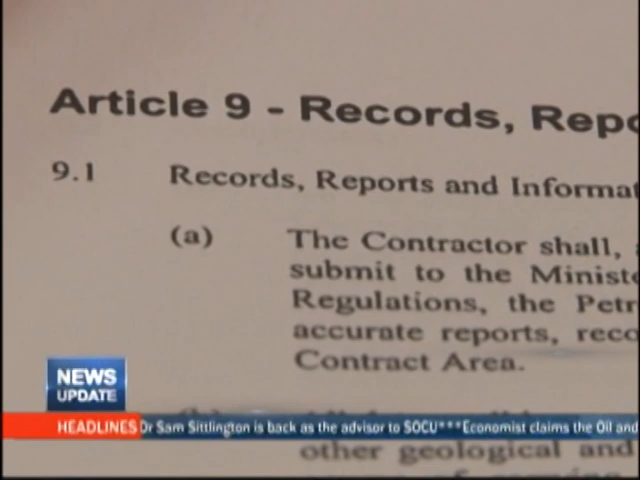 Article 9 - Records, Repo
9.1 Records, Reports and Informat
(a) The Contractor shall,
submit to the Ministe
Regulations, the Petr
accurate reports, reco
Contract Area.
NEWS
UPDATE
HEADLINES Dr Sam Sittlington is back as the advisor to SOCU***Economist claims the Oil and
other geological and